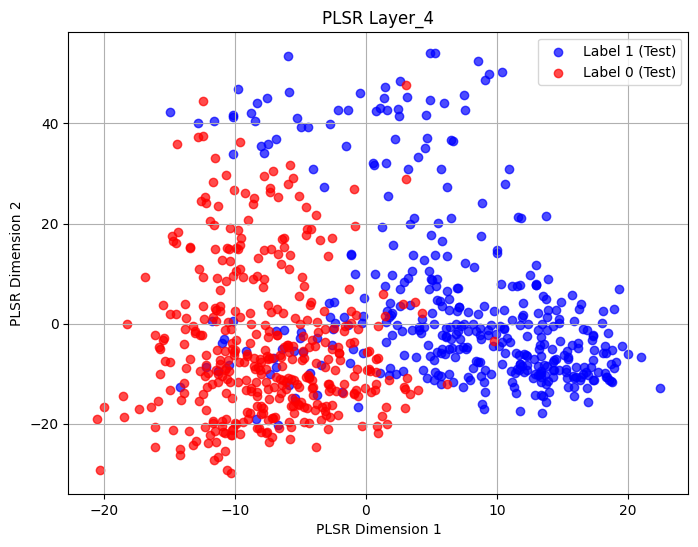 PLSR Layer_4
Label 1 (Test)
Label 0 (Test)
PLSR Dimension 2
40
20
0
−20
−20
−10
0
10
20
PLSR Dimension 1